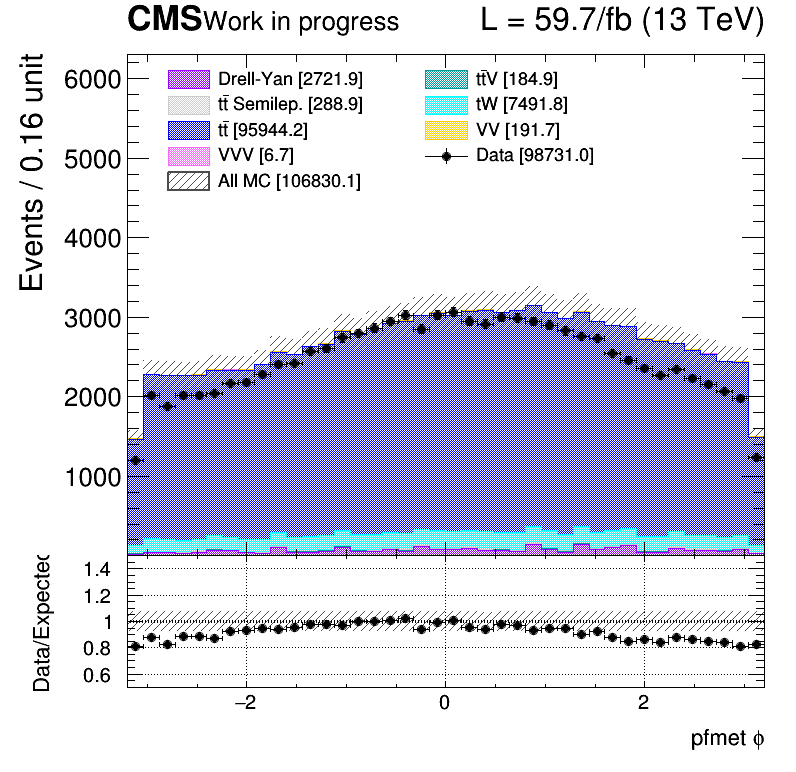 CMS Work in progress L = 59.7/fb (13 TeV)
Events / 0.16 unit
6000
5000
4000
3000
2000
1000
Drell-Yan [2721.9]
tt̄ Semilep. [288.9]
tt̄ [95944.2]
VVV [6.7]
All MC [106830.1]
tt̄V [184.9]
tW [7491.8]
VV [191.7]
Data [98731.0]
Data/Expected
1.4
1.2
1
0.8
0.6
−2 0 2
pfmet ϕ